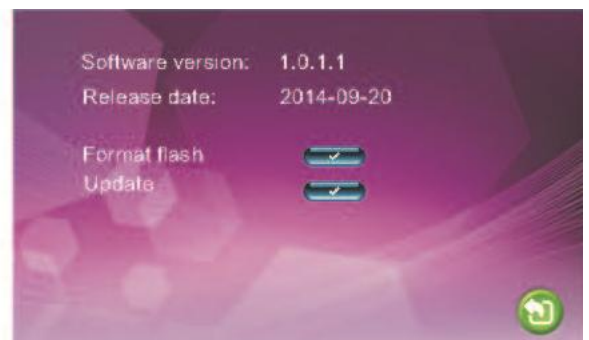 Software version: 1.0.1.1
Release date: 2014-09-20
Format flash
Update